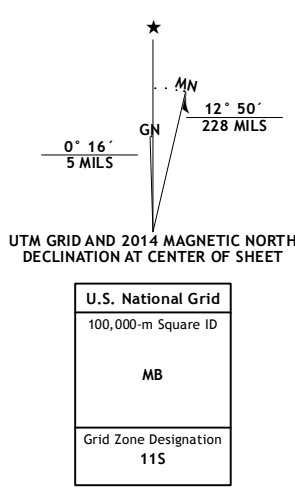 ★
MN
GN
12° 50´
228 MILS
0° 16´
5 MILS
UTM GRID AND 2014 MAGNETIC NORTH
DECLINATION AT CENTER OF SHEET
U.S. National Grid
100,000-m Square ID
MB
Grid Zone Designation
11S